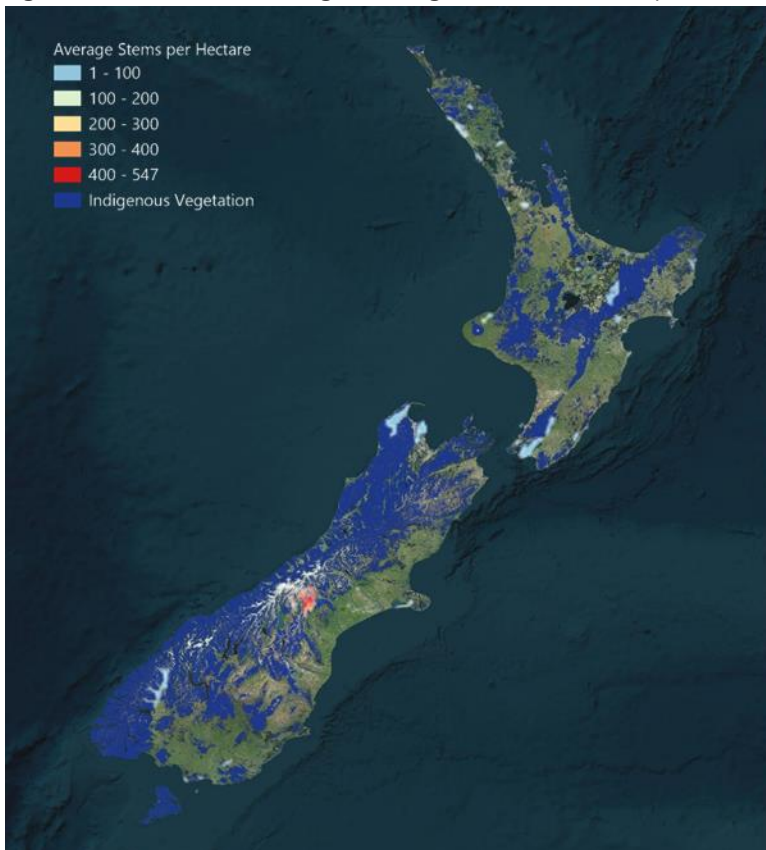 Average Stems per Hectare
1 - 100
100 - 200
200 - 300
300 - 400
400 - 547
Indigenous Vegetation